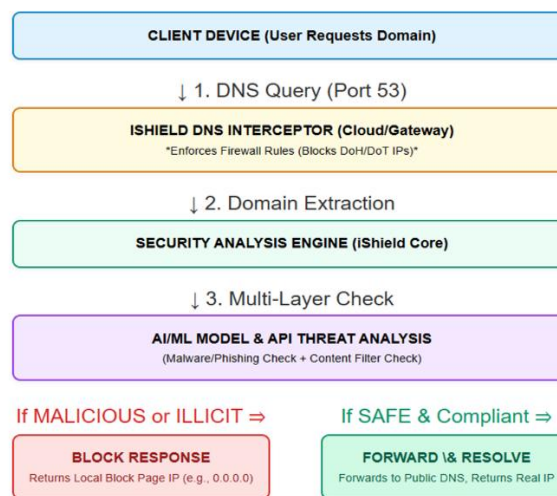 CLIENT DEVICE (User Requests Domain)
↓ 1. DNS Query (Port 53)
ISHIELD DNS INTERCEPTOR (Cloud/Gateway)
*Enforces Firewall Rules (Blocks DoH/DoT IPs)*
↓ 2. Domain Extraction
SECURITY ANALYSIS ENGINE (iShield Core)
↓ 3. Multi-Layer Check
AI/ML MODEL & API THREAT ANALYSIS
(Malware/Phishing Check + Content Filter Check)
If MALICIOUS or ILLICIT ⇒
BLOCK RESPONSE
Returns Local Block Page IP (e.g., 0.0.0.0)
If SAFE & Compliant ⇒
FORWARD \& RESOLVE
Forwards to Public DNS, Returns Real IP